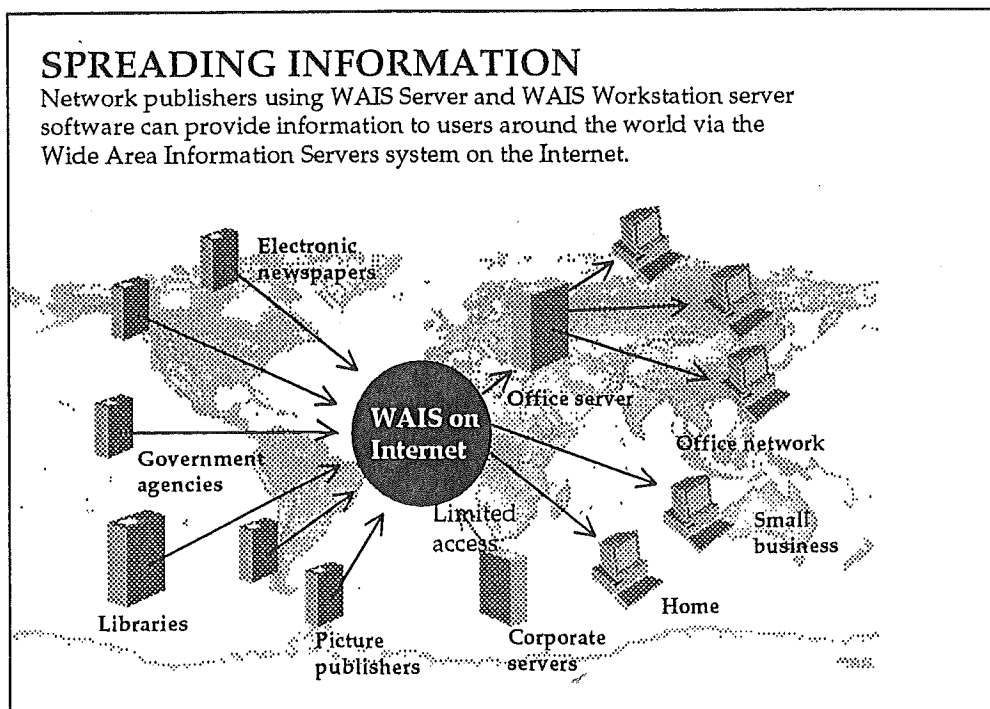 SPREADING INFORMATION
Network publishers using WAIS Server and WAIS Workstation server
software can provide information to users around the world via the
Wide Area Information Servers system on the Internet.
Electronic
newspapers
WAIS on
Internet
Office server
Office network
Government
agencies
Limited
access
Small
business
Libraries
Home
Picture
publishers
Corporate
servers